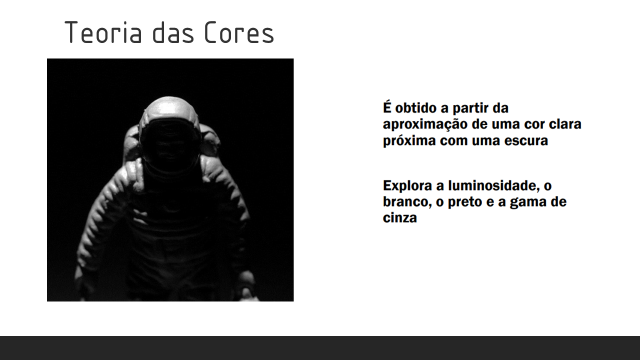 Teoria das Cores
É obtido a partir da
aproximação de uma cor clara
próxima com uma escura
Explora a luminosidade, o
branco, o preto e a gama de
cinza